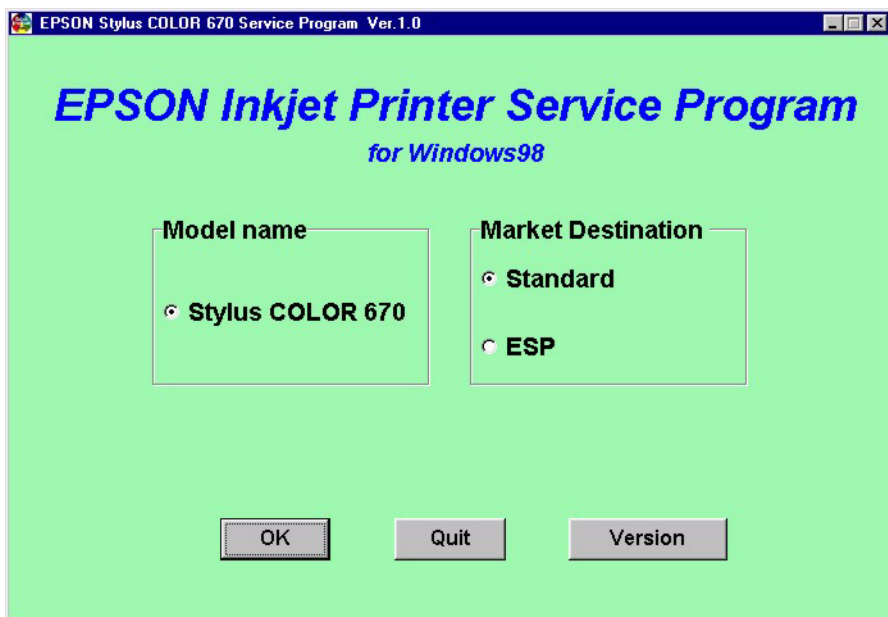 EPSON Stylus COLOR 670 Service Program Ver.1.0
EPSON Inkjet Printer Service Program
for Windows98
Model name
Stylus COLOR 670
Market Destination
Standard
ESP
OK
Quit
Version